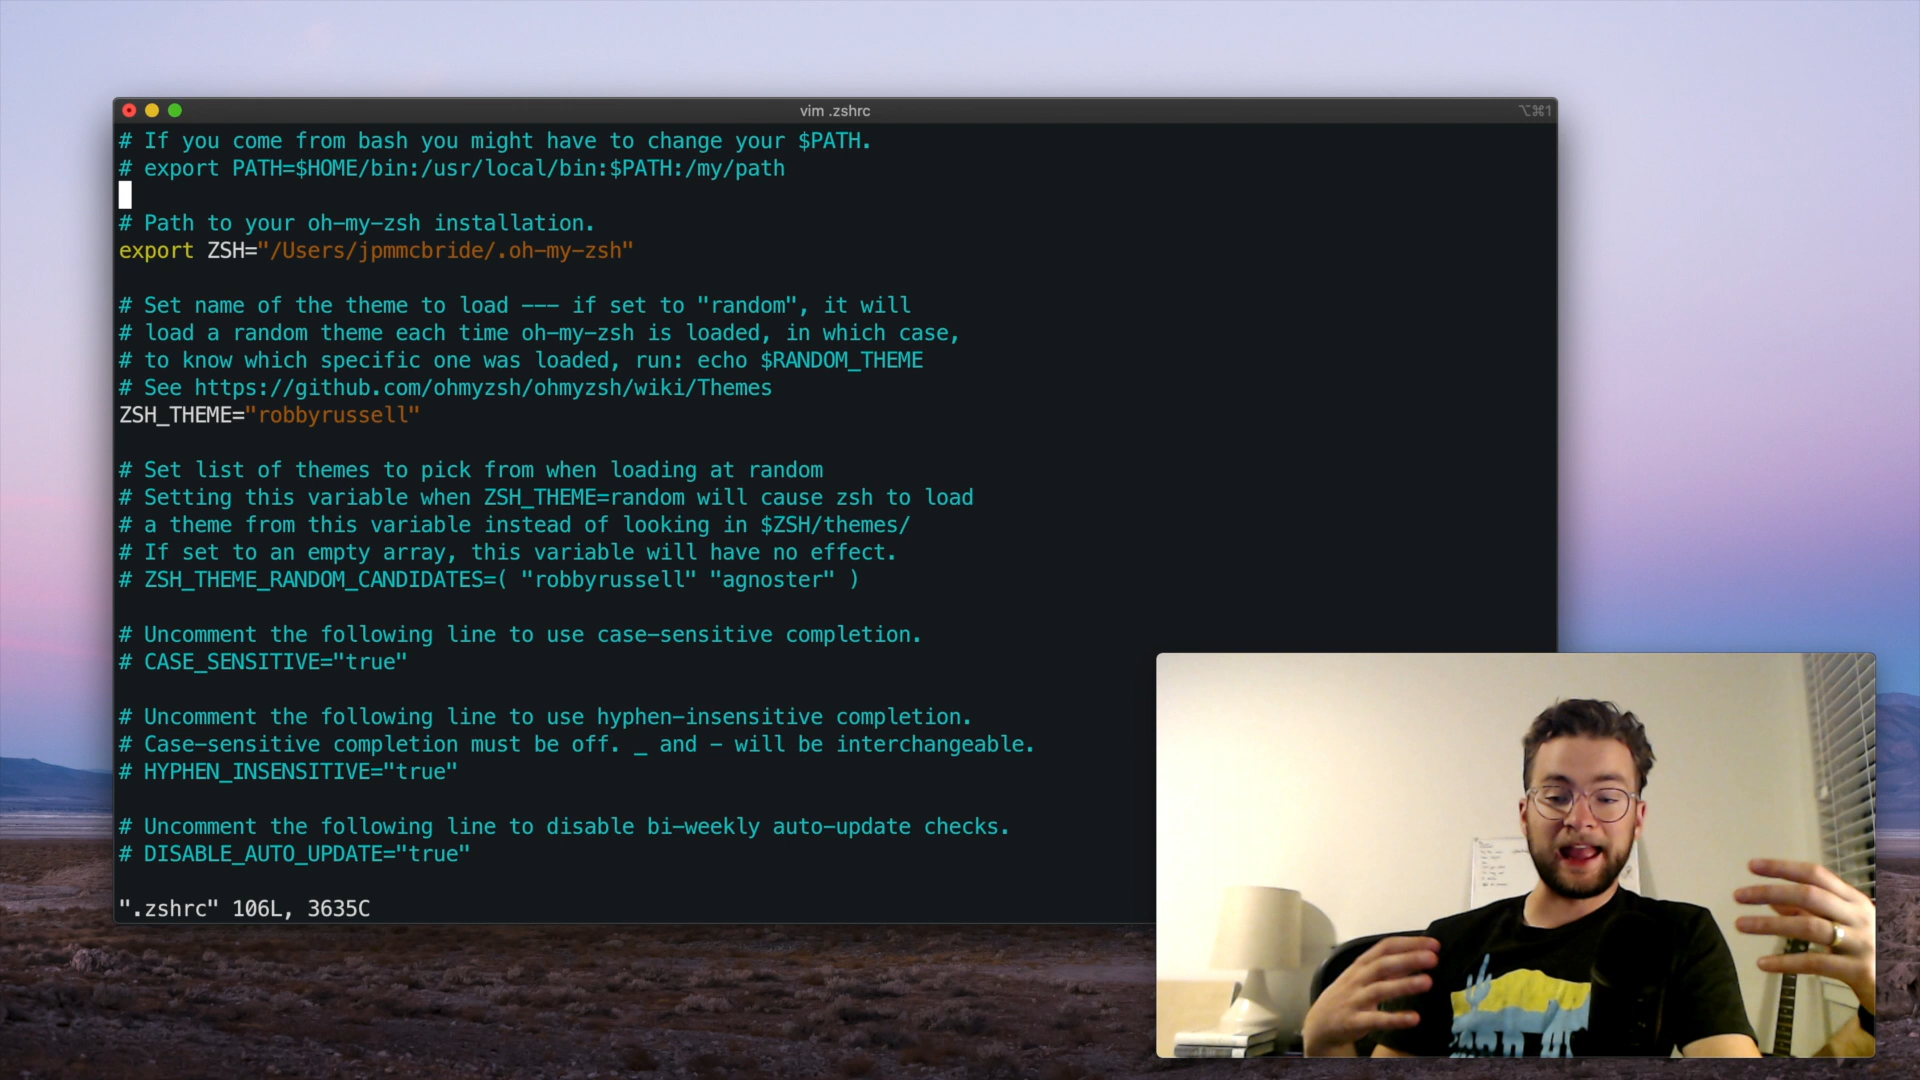 vim .zshrc
⌥⌘1
# If you come from bash you might have to change your $PATH.
# export PATH=$HOME/bin:/usr/local/bin:$PATH:/my/path
# Path to your oh-my-zsh installation.
export ZSH="/Users/jpmmcbride/.oh-my-zsh"
# Set name of the theme to load --- if set to "random", it will
# load a random theme each time oh-my-zsh is loaded, in which case,
# to know which specific one was loaded, run: echo $RANDOM_THEME
# See https://github.com/ohmyzsh/ohmyzsh/wiki/Themes
ZSH_THEME="robbyrussell"
# Set list of themes to pick from when loading at random
# Setting this variable when ZSH_THEME=random will cause zsh to load
# a theme from this variable instead of looking in $ZSH/themes/
# If set to an empty array, this variable will have no effect.
# ZSH_THEME_RANDOM_CANDIDATES=( "robbyrussell" "agnoster" )
# Uncomment the following line to use case-sensitive completion.
# CASE_SENSITIVE="true"
# Uncomment the following line to use hyphen-insensitive completion.
# Case-sensitive completion must be off. _ and - will be interchangeable.
# HYPHEN_INSENSITIVE="true"
# Uncomment the following line to disable bi-weekly auto-update checks.
# DISABLE_AUTO_UPDATE="true"
".zshrc" 106L, 3635C